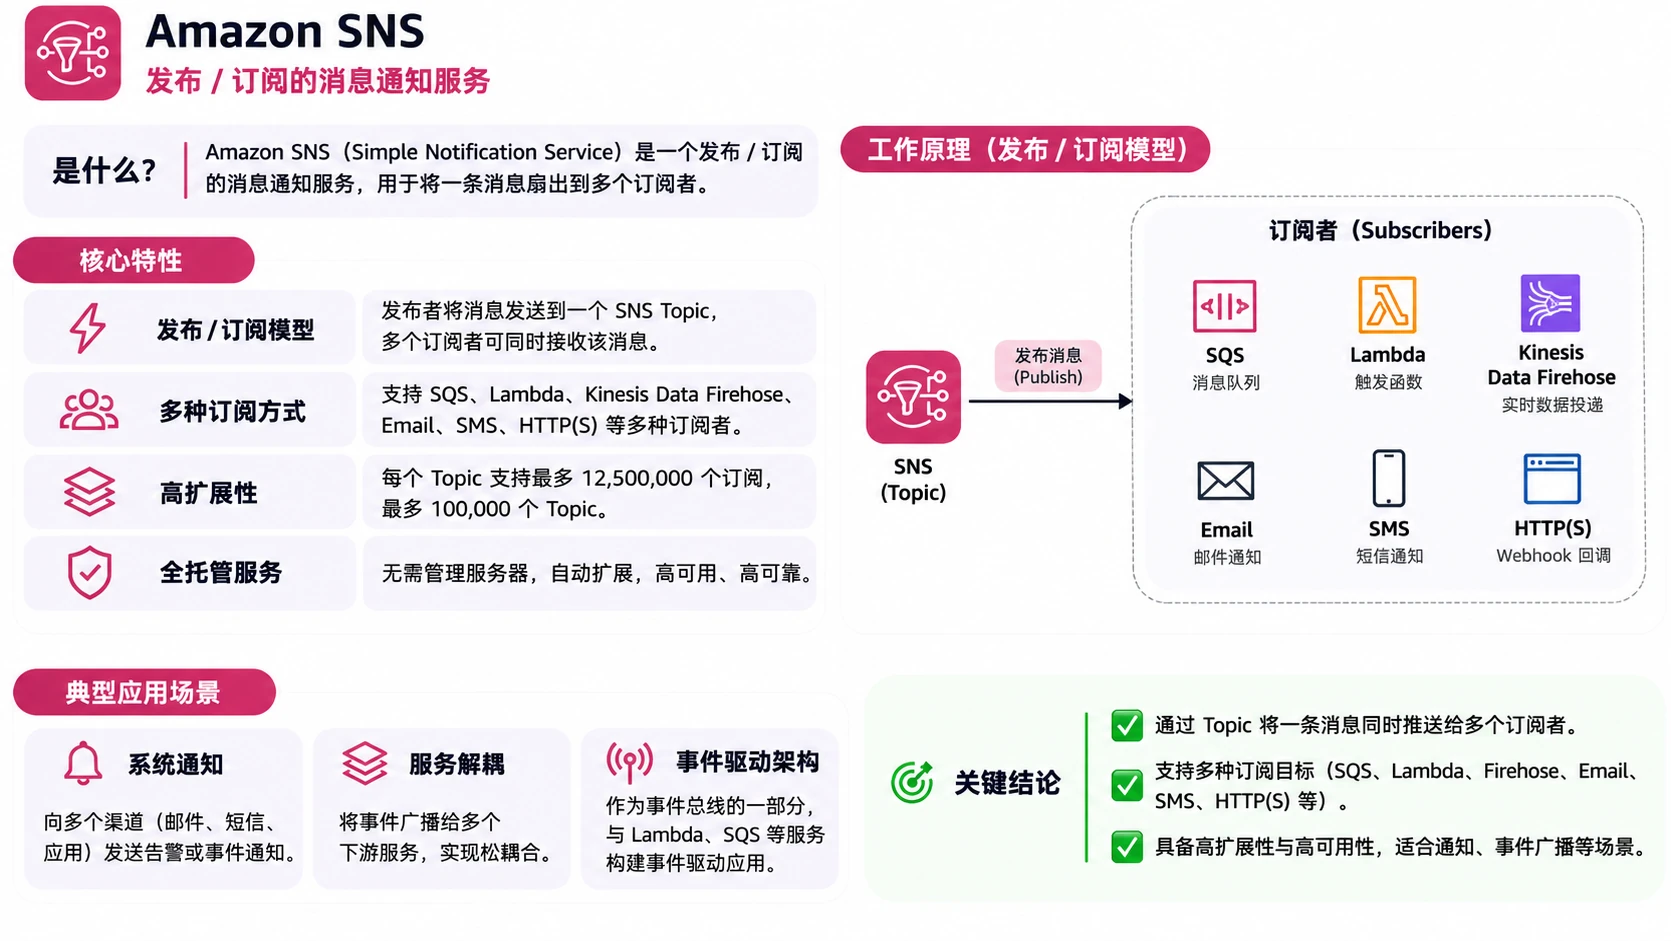 Amazon SNS
发布 / 订阅的消息通知服务
是什么？
Amazon SNS（Simple Notification Service）是一个发布 / 订阅
的消息通知服务，用于将一条消息扇出到多个订阅者。
核心特性
发布 / 订阅模型
发布者将消息发送到一个 SNS Topic，
多个订阅者可同时接收该消息。
多种订阅方式
支持 SQS、Lambda、Kinesis Data Firehose、
Email、SMS、HTTP(S) 等多种订阅者。
高扩展性
每个 Topic 支持最多 12,500,000 个订阅，
最多 100,000 个 Topic。
全托管服务
无需管理服务器，自动扩展，高可用、高可靠。
工作原理（发布 / 订阅模型）
SNS
(Topic)
发布消息
(Publish)
订阅者（Subscribers）
SQS
消息队列
Lambda
触发函数
Kinesis
Data Firehose
实时数据投递
Email
邮件通知
SMS
短信通知
HTTP(S)
Webhook 回调
典型应用场景
系统通知
向多个渠道（邮件、短信、
应用）发送告警或事件通知。
服务解耦
将事件广播给多个
下游服务，实现松耦合。
事件驱动架构
作为事件总线的一部分，
与 Lambda、SQS 等服务
构建事件驱动应用。
关键结论
通过 Topic 将一条消息同时推送给多个订阅者。
支持多种订阅目标（SQS、Lambda、Firehose、Email、
SMS、HTTP(S) 等）。
具备高扩展性与高可用性，适合通知、事件广播等场景。